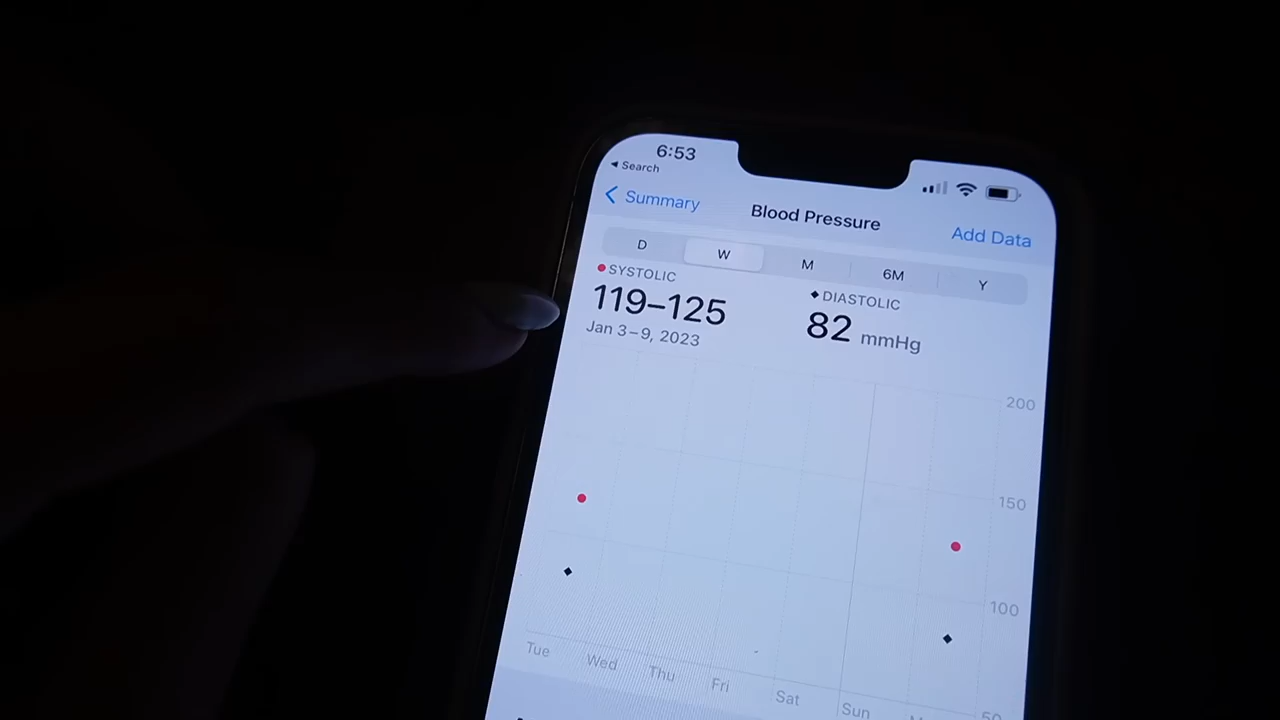 6:53
◂ Search
Summary
Blood Pressure
Add Data
D W M 6M Y
SYSTOLIC
119–125
Jan 3–9, 2023
DIASTOLIC
82 mmHg
200
150
100
50
Tue Wed Thu Fri Sat Sun